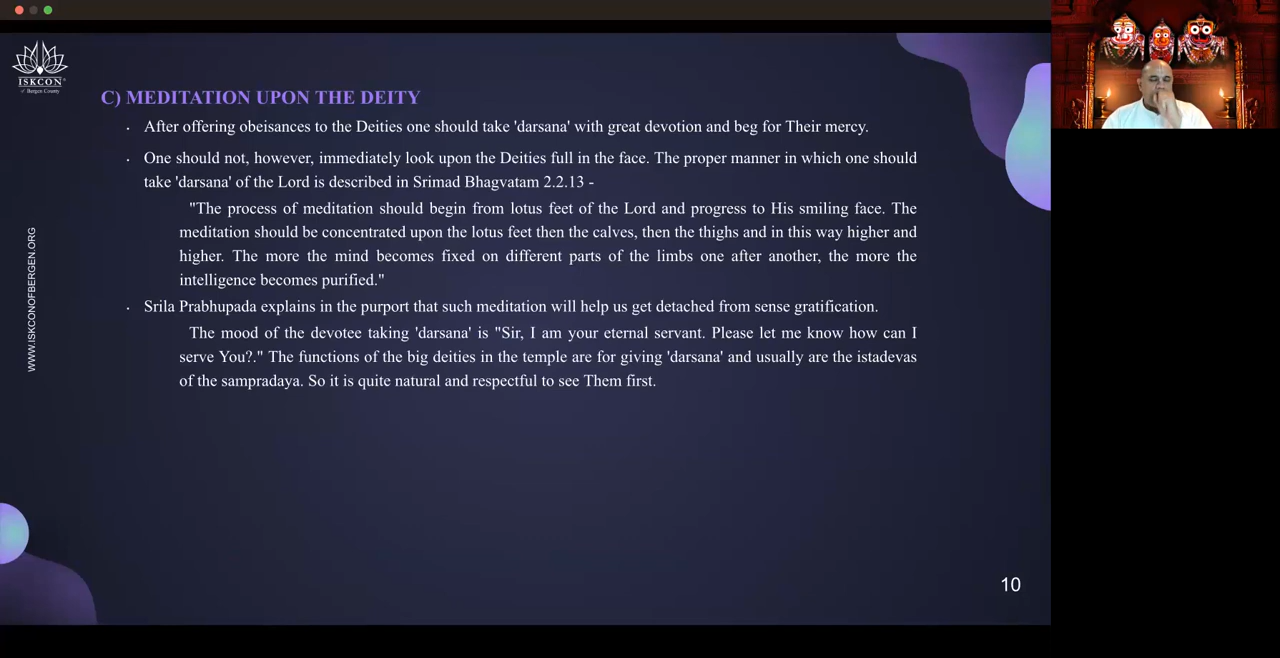 ISKCON
of Bergen County
WWW.ISKCONOFBERGEN.ORG
C) MEDITATION UPON THE DEITY
. After offering obeisances to the Deities one should take 'darsana' with great devotion and beg for Their mercy.
. One should not, however, immediately look upon the Deities full in the face. The proper manner in which one should
take 'darsana' of the Lord is described in Srimad Bhagvatam 2.2.13 -
"The process of meditation should begin from lotus feet of the Lord and progress to His smiling face. The
meditation should be concentrated upon the lotus feet then the calves, then the thighs and in this way higher and
higher. The more the mind becomes fixed on different parts of the limbs one after another, the more the
intelligence becomes purified."
. Srila Prabhupada explains in the purport that such meditation will help us get detached from sense gratification.
The mood of the devotee taking 'darsana' is "Sir, I am your eternal servant. Please let me know how can I
serve You?." The functions of the big deities in the temple are for giving 'darsana' and usually are the istadevas
of the sampradaya. So it is quite natural and respectful to see Them first.
10